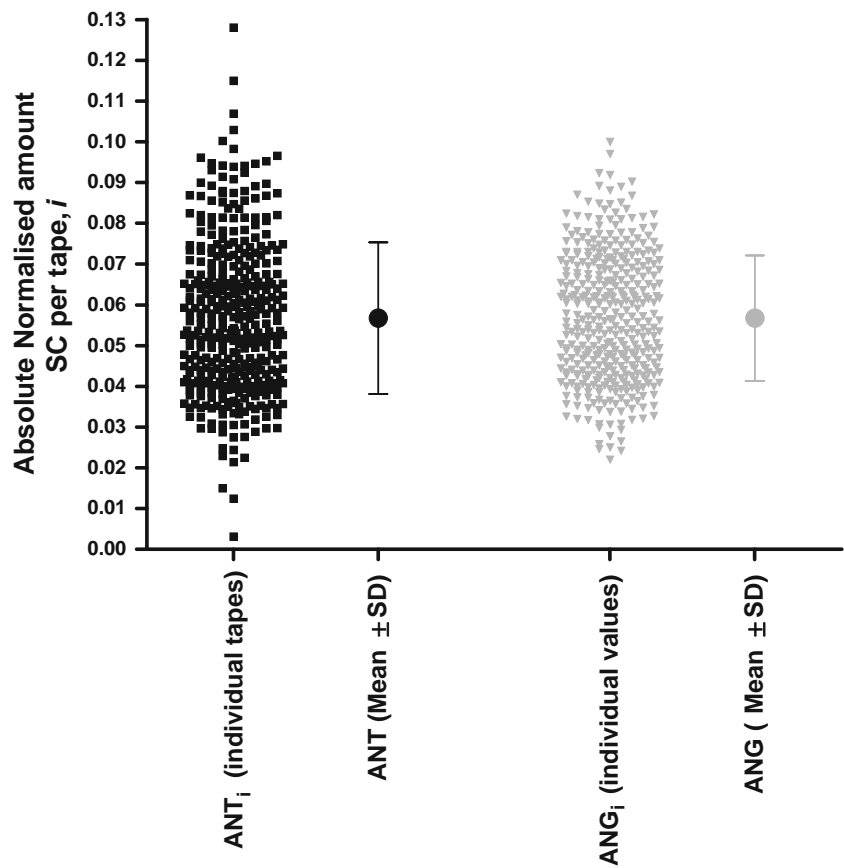 Absolute Normalised amount
SC per tape, i
0.13
0.12
0.11
0.10
0.09
0.08
0.07
0.06
0.05
0.04
0.03
0.02
0.01
0.00
ANTi (individual tapes)
ANT (Mean ±SD)
ANGi (individual values)
ANG ( Mean ±SD)